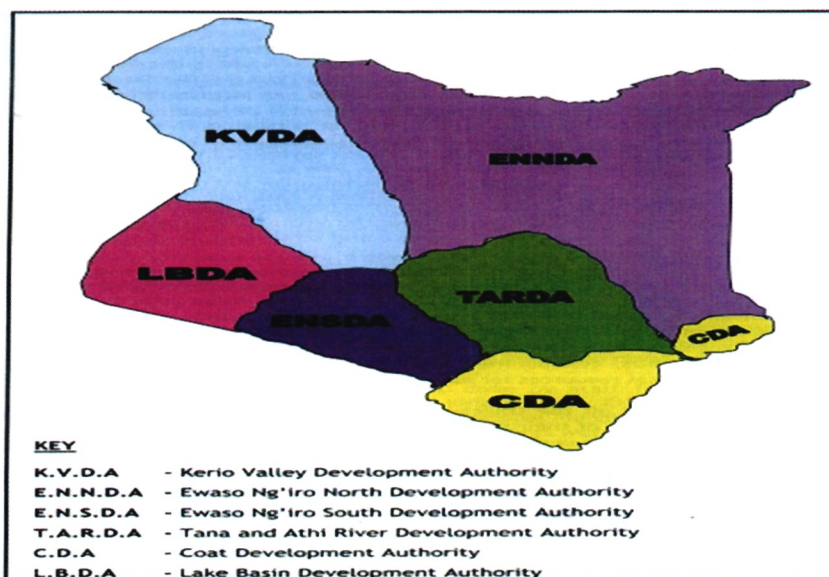 KVDA
ENNDA
LBDA
TARDA
ENSDA
CDA
CDA
KEY
K.V.D.A - Kerio Valley Development Authority
E.N.N.D.A - Ewaso Ng'iro North Development Authority
E.N.S.D.A - Ewaso Ng'iro South Development Authority
T.A.R.D.A - Tana and Athi River Development Authority
C.D.A - Coat Development Authority
L.B.D.A - Lake Basin Development Authority